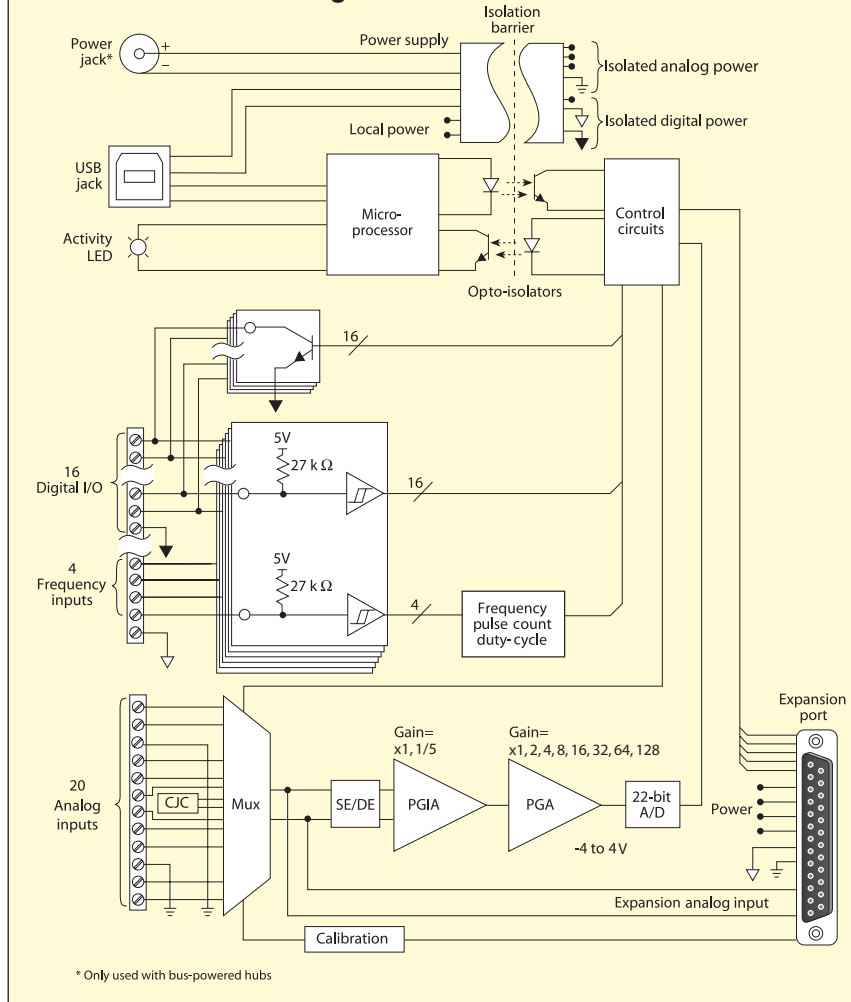 Isolation
barrier
Power
jack*
+
–
Power supply
Isolated analog power
Isolated digital power
Local power
USB
jack
Micro-
processor
Control
circuits
Activity
LED
Opto-isolators
16
5V
27 k Ω
16
16
Digital I/O
5V
4
Frequency
inputs
27 k Ω
4
Frequency
pulse count
duty-cycle
Expansion
port
Gain=
x1, 1/5
Gain=
x1, 2, 4, 8, 16, 32, 64, 128
20
Analog
inputs
CJC
Mux
SE/DE
PGIA
PGA
22-bit
A/D
Power
-4 to 4 V
Expansion analog input
Calibration
* Only used with bus-powered hubs